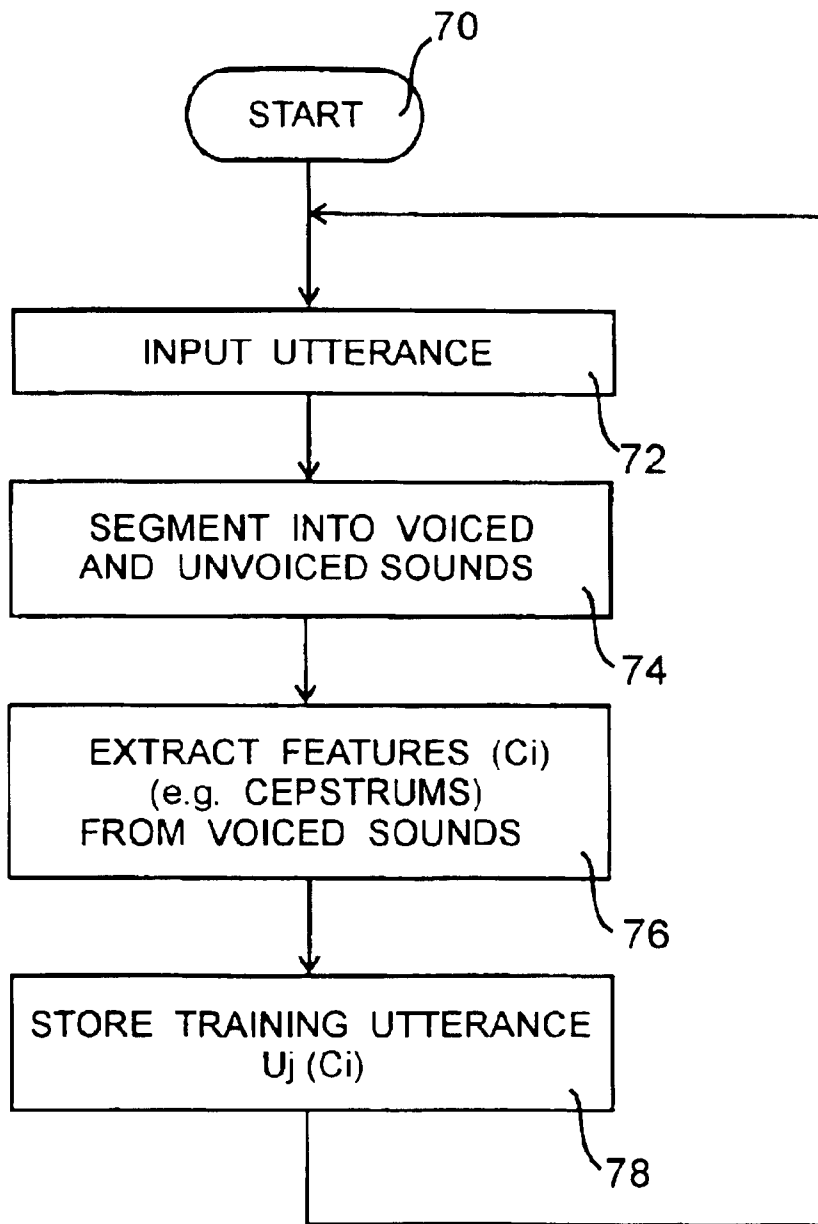 70
START
INPUT UTTERANCE
72
SEGMENT INTO VOICED
AND UNVOICED SOUNDS
74
EXTRACT FEATURES (Ci)
(e.g. CEPSTRUMS)
FROM VOICED SOUNDS
76
STORE TRAINING UTTERANCE
Uj (Ci)
78